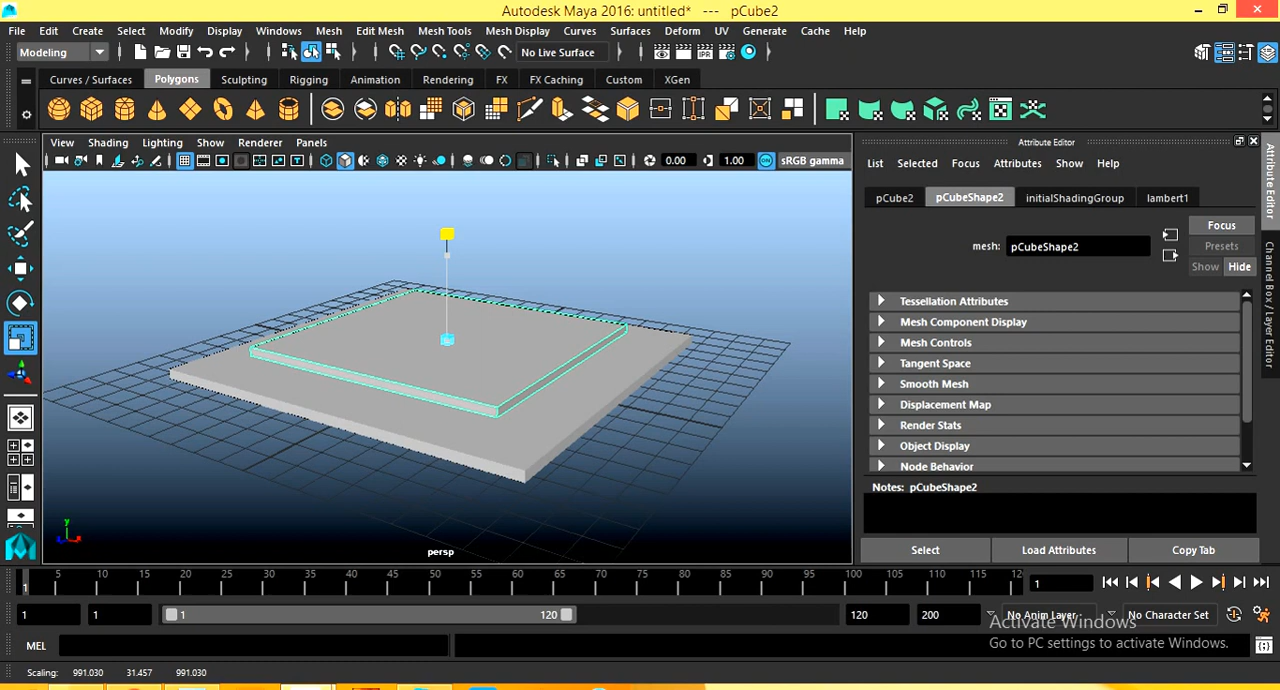 Autodesk Maya 2016: untitled*   ---   pCube2
File Edit Create Select Modify Display Windows Mesh Edit Mesh Mesh Tools Mesh Display Curves Surfaces Deform UV Generate Cache Help
Modeling No Live Surface
Curves / Surfaces Polygons Sculpting Rigging Animation Rendering FX FX Caching Custom XGen
View Shading Lighting Show Renderer Panels
0.00 1.00 ON sRGB gamma
Attribute Editor
List Selected Focus Attributes Show Help
pCube2 pCubeShape2 initialShadingGroup lambert1
mesh: pCubeShape2
Focus
Presets
Show Hide
Tessellation Attributes
Mesh Component Display
Mesh Controls
Tangent Space
Smooth Mesh
Displacement Map
Render Stats
Object Display
Node Behavior
Notes: pCubeShape2
Select Load Attributes Copy Tab
Attribute Editor
Channel Box / Layer Editor
y
persp
1 5 10 15 20 25 30 35 40 45 50 55 60 65 70 75 80 85 90 95 100 105 110 115 12 1
1 1 1 120 120 200 No Anim Layer No Character Set
Activate Windows
Go to PC settings to activate Windows.
MEL
Scaling: 991.030 31.457 991.030